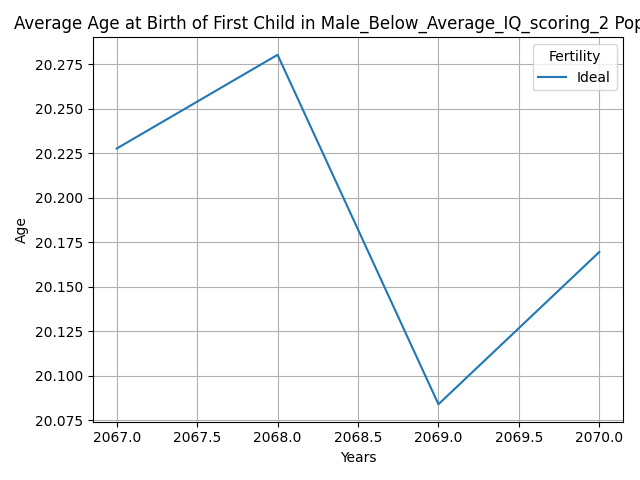 Average Age at Birth of First Child in Male_Below_Average_IQ_scoring_2 Pop
Fertility
Ideal
20.275
20.250
20.225
20.200
20.175
20.150
20.125
20.100
20.075
Age
2067.0 2067.5 2068.0 2068.5 2069.0 2069.5 2070.0
Years